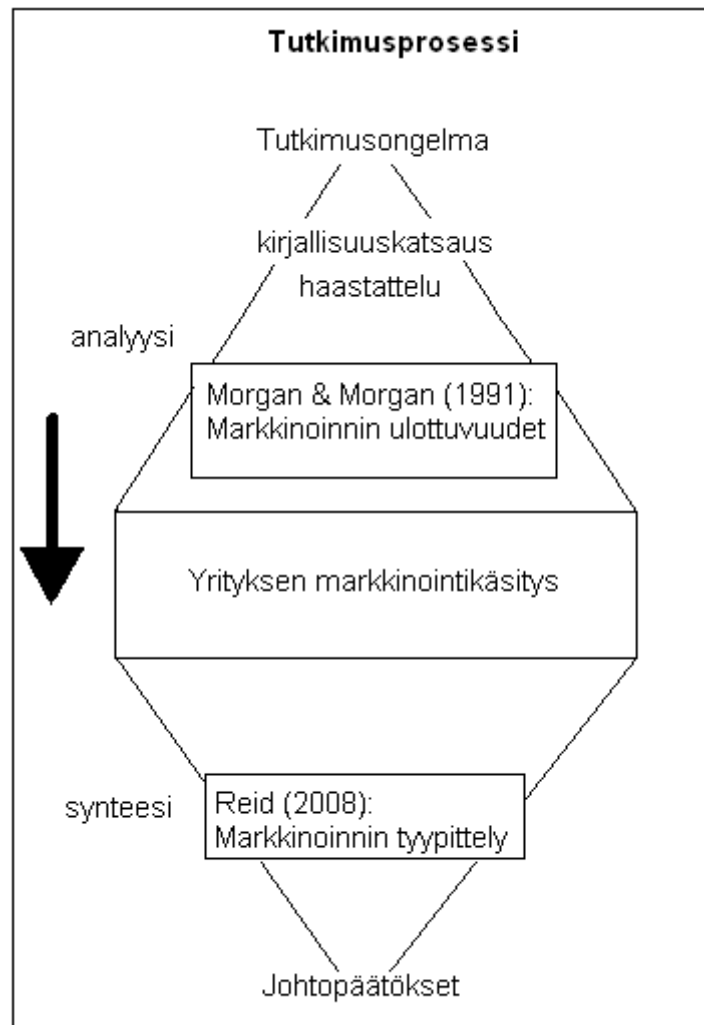 Tutkimusprosessi
Tutkimusongelma
kirjallisuuskatsaus
haastattelu
analyysi
Morgan & Morgan (1991):
Markkinoinnin ulottuvuudet
Yrityksen markkinointikäsitys
synteesi
Reid (2008):
Markkinoinnin tyypittely
Johtopäätökset